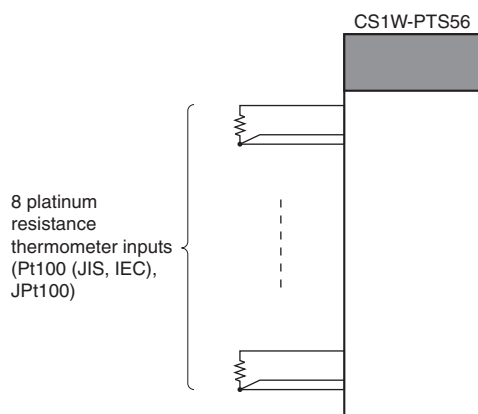 CS1W-PTS56
8 platinum
resistance
thermometer inputs
(Pt100 (JIS, IEC),
JPt100)